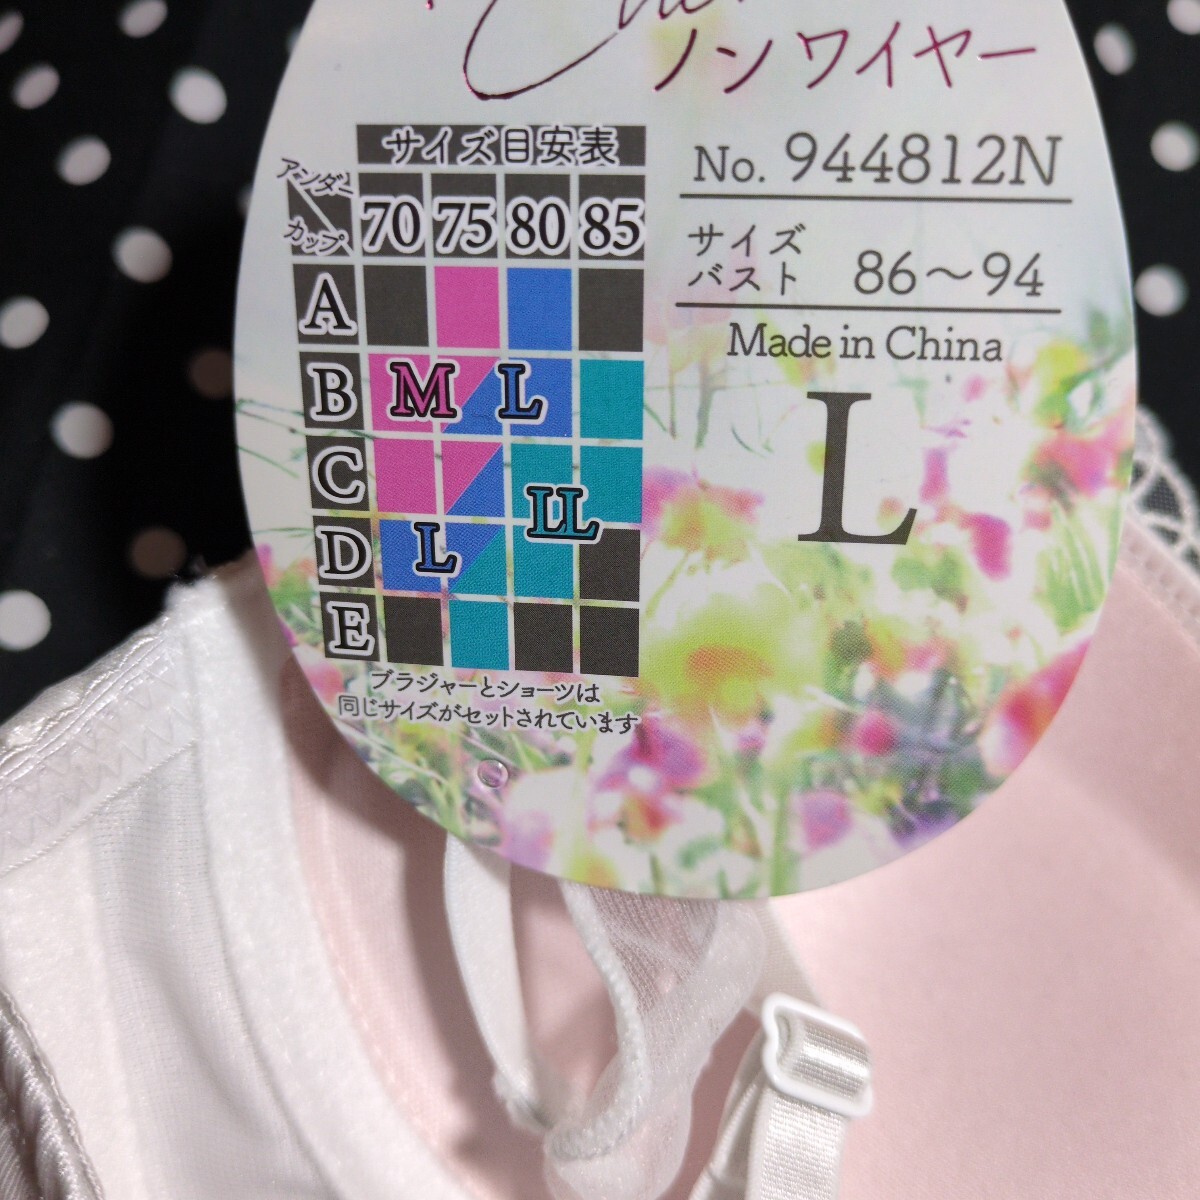 ノンワイヤー
サイズ目安表
アンダー
カップ
70 75 80 85
A
B M L
C
LL
D L
E
ブラジャーとショーツは
同じサイズがセットされています
No. 944812N
サイズ
バスト 86～94
Made in China
L